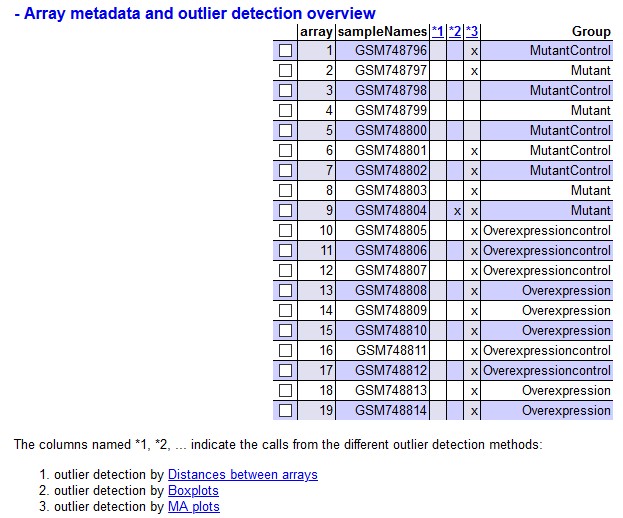 - Array metadata and outlier detection overview
array sampleNames *1 *2 *3 Group
1 GSM748796 x MutantControl
2 GSM748797 x Mutant
3 GSM748798 MutantControl
4 GSM748799 Mutant
5 GSM748800 MutantControl
6 GSM748801 x MutantControl
7 GSM748802 x MutantControl
8 GSM748803 x Mutant
9 GSM748804 x x Mutant
10 GSM748805 x Overexpressioncontrol
11 GSM748806 x Overexpressioncontrol
12 GSM748807 x Overexpressioncontrol
13 GSM748808 x Overexpression
14 GSM748809 x Overexpression
15 GSM748810 x Overexpression
16 GSM748811 x Overexpressioncontrol
17 GSM748812 x Overexpressioncontrol
18 GSM748813 x Overexpression
19 GSM748814 x Overexpression
The columns named *1, *2, ... indicate the calls from the different outlier detection methods:
1. outlier detection by Distances between arrays
2. outlier detection by Boxplots
3. outlier detection by MA plots